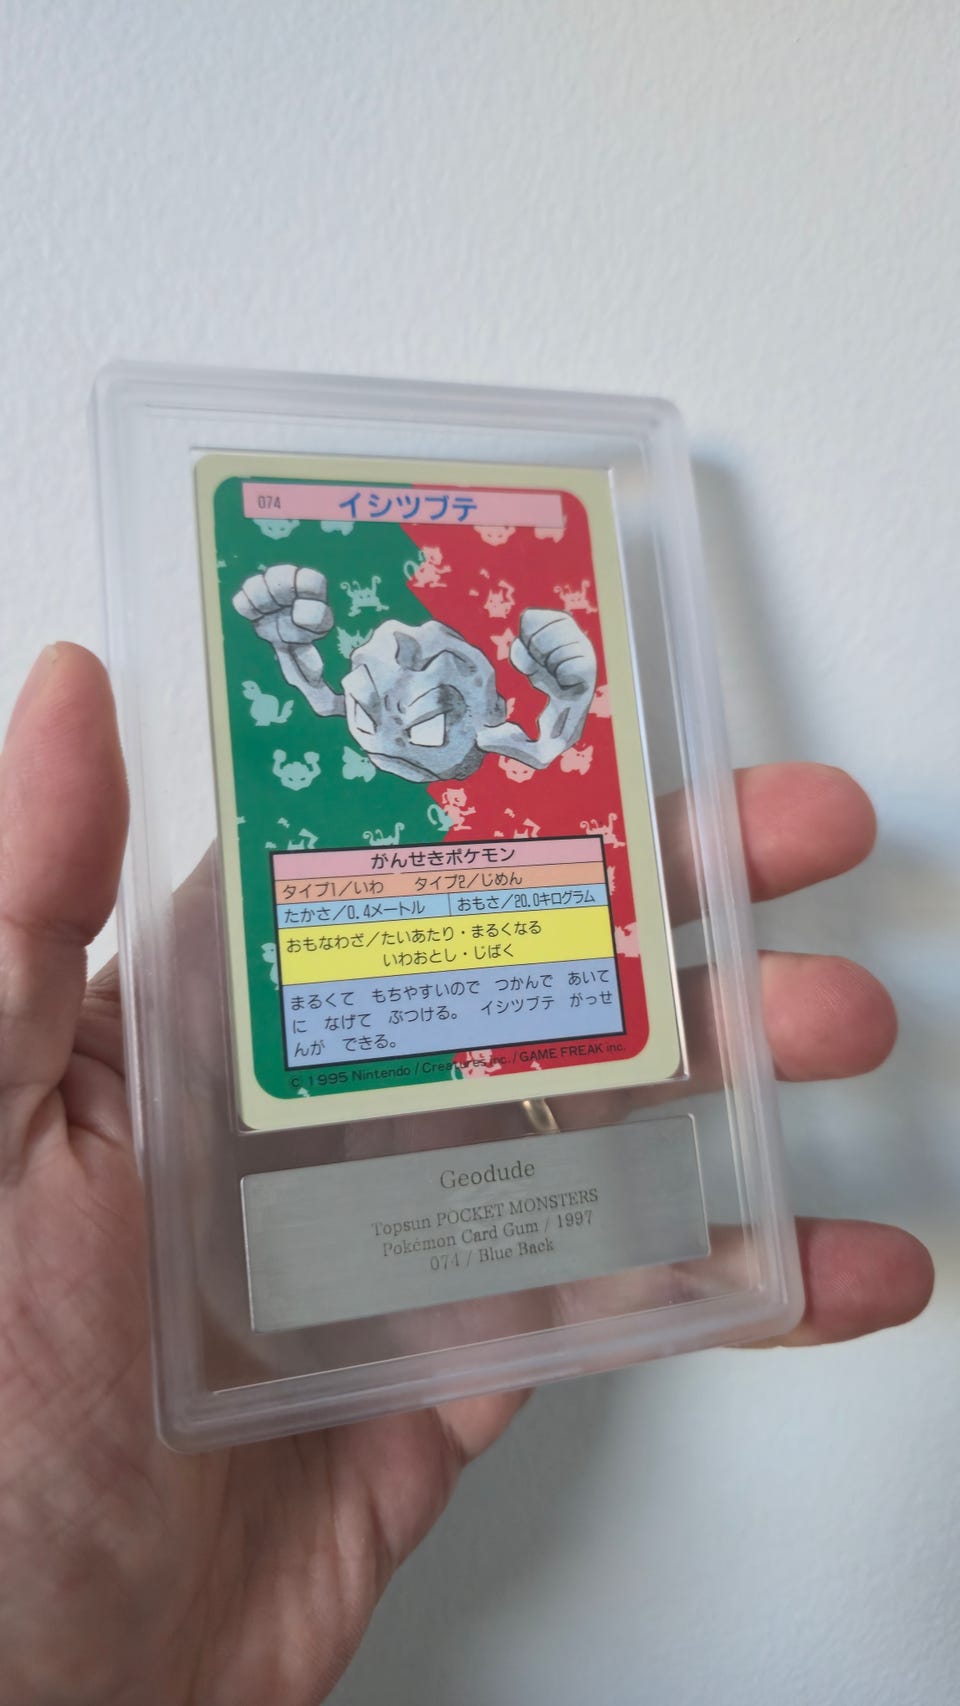 074 イシツブテ
がんせきポケモン
タイプ1/いわ タイプ2/じめん
たかさ/0.4メートル おもさ/20.0キログラム
おもなわざ/たいあたり・まるくなる
いわおとし・じばく
まるくて もちやすいので つかんで あいて
に なげて ぶつける。 イシツブテ がっせ
んが できる。
© 1995 Nintendo / Creatures inc. / GAME FREAK inc.
Geodude
Topsun POCKET MONSTERS
Pokémon Card Gum / 1997
074 / Blue Back